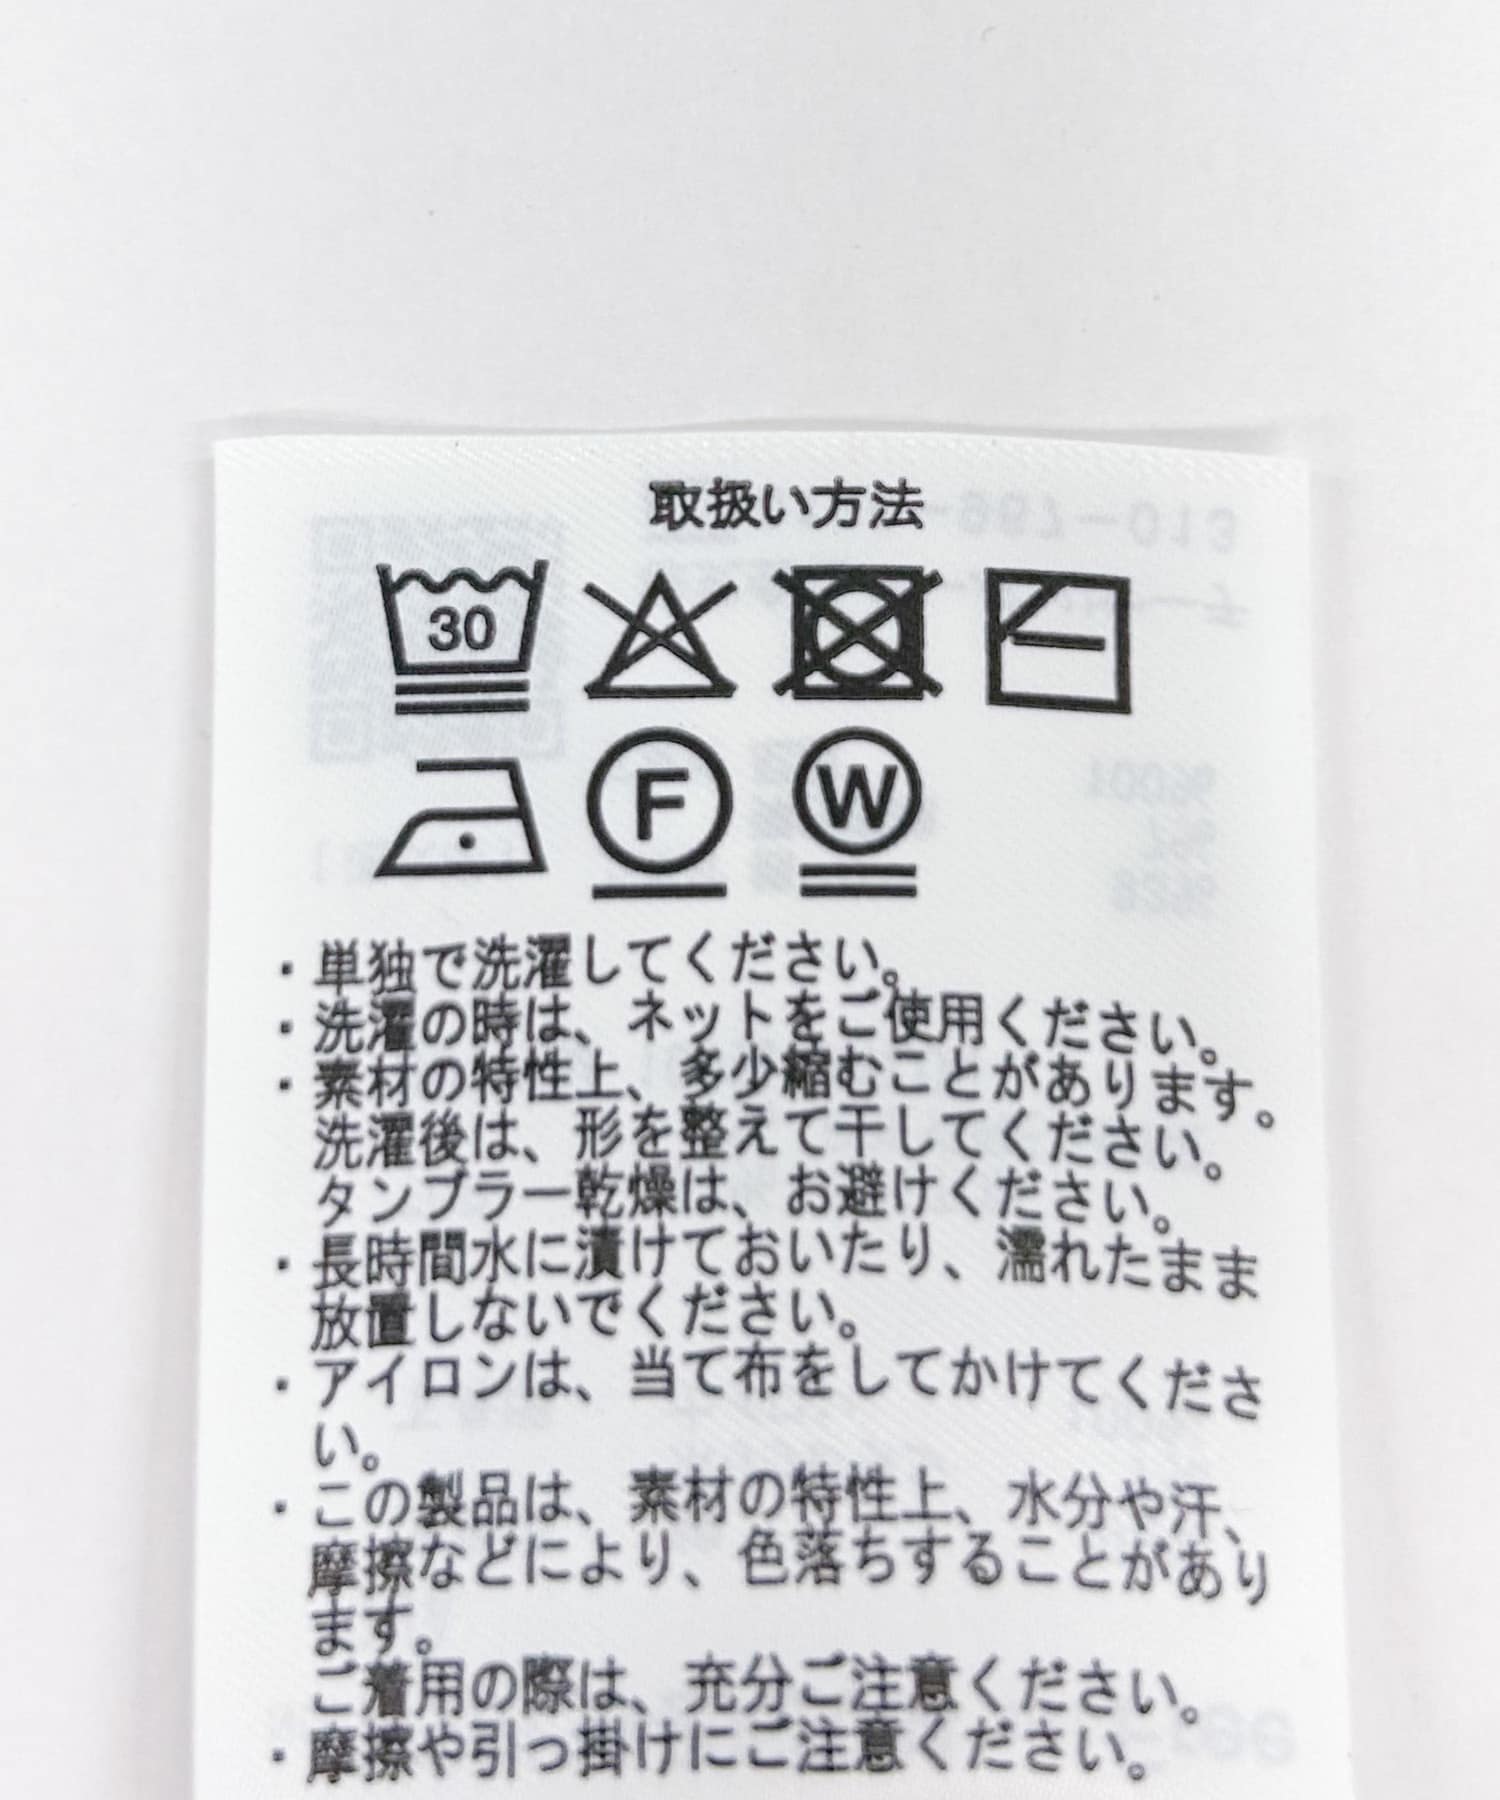 取扱い方法
30
F W
・単独で洗濯してください。
・洗濯の時は、ネットをご使用ください。
・素材の特性上、多少縮むことがあります。
洗濯後は、形を整えて干してください。
タンブラー乾燥は、お避けください。
・長時間水に漬けておいたり、濡れたまま
放置しないでください。
・アイロンは、当て布をしてかけてくださ
い。
・この製品は、素材の特性上、水分や汗、
摩擦などにより、色落ちすることがあり
ます。
ご着用の際は、充分ご注意ください。
・摩擦や引っ掛けにご注意ください。